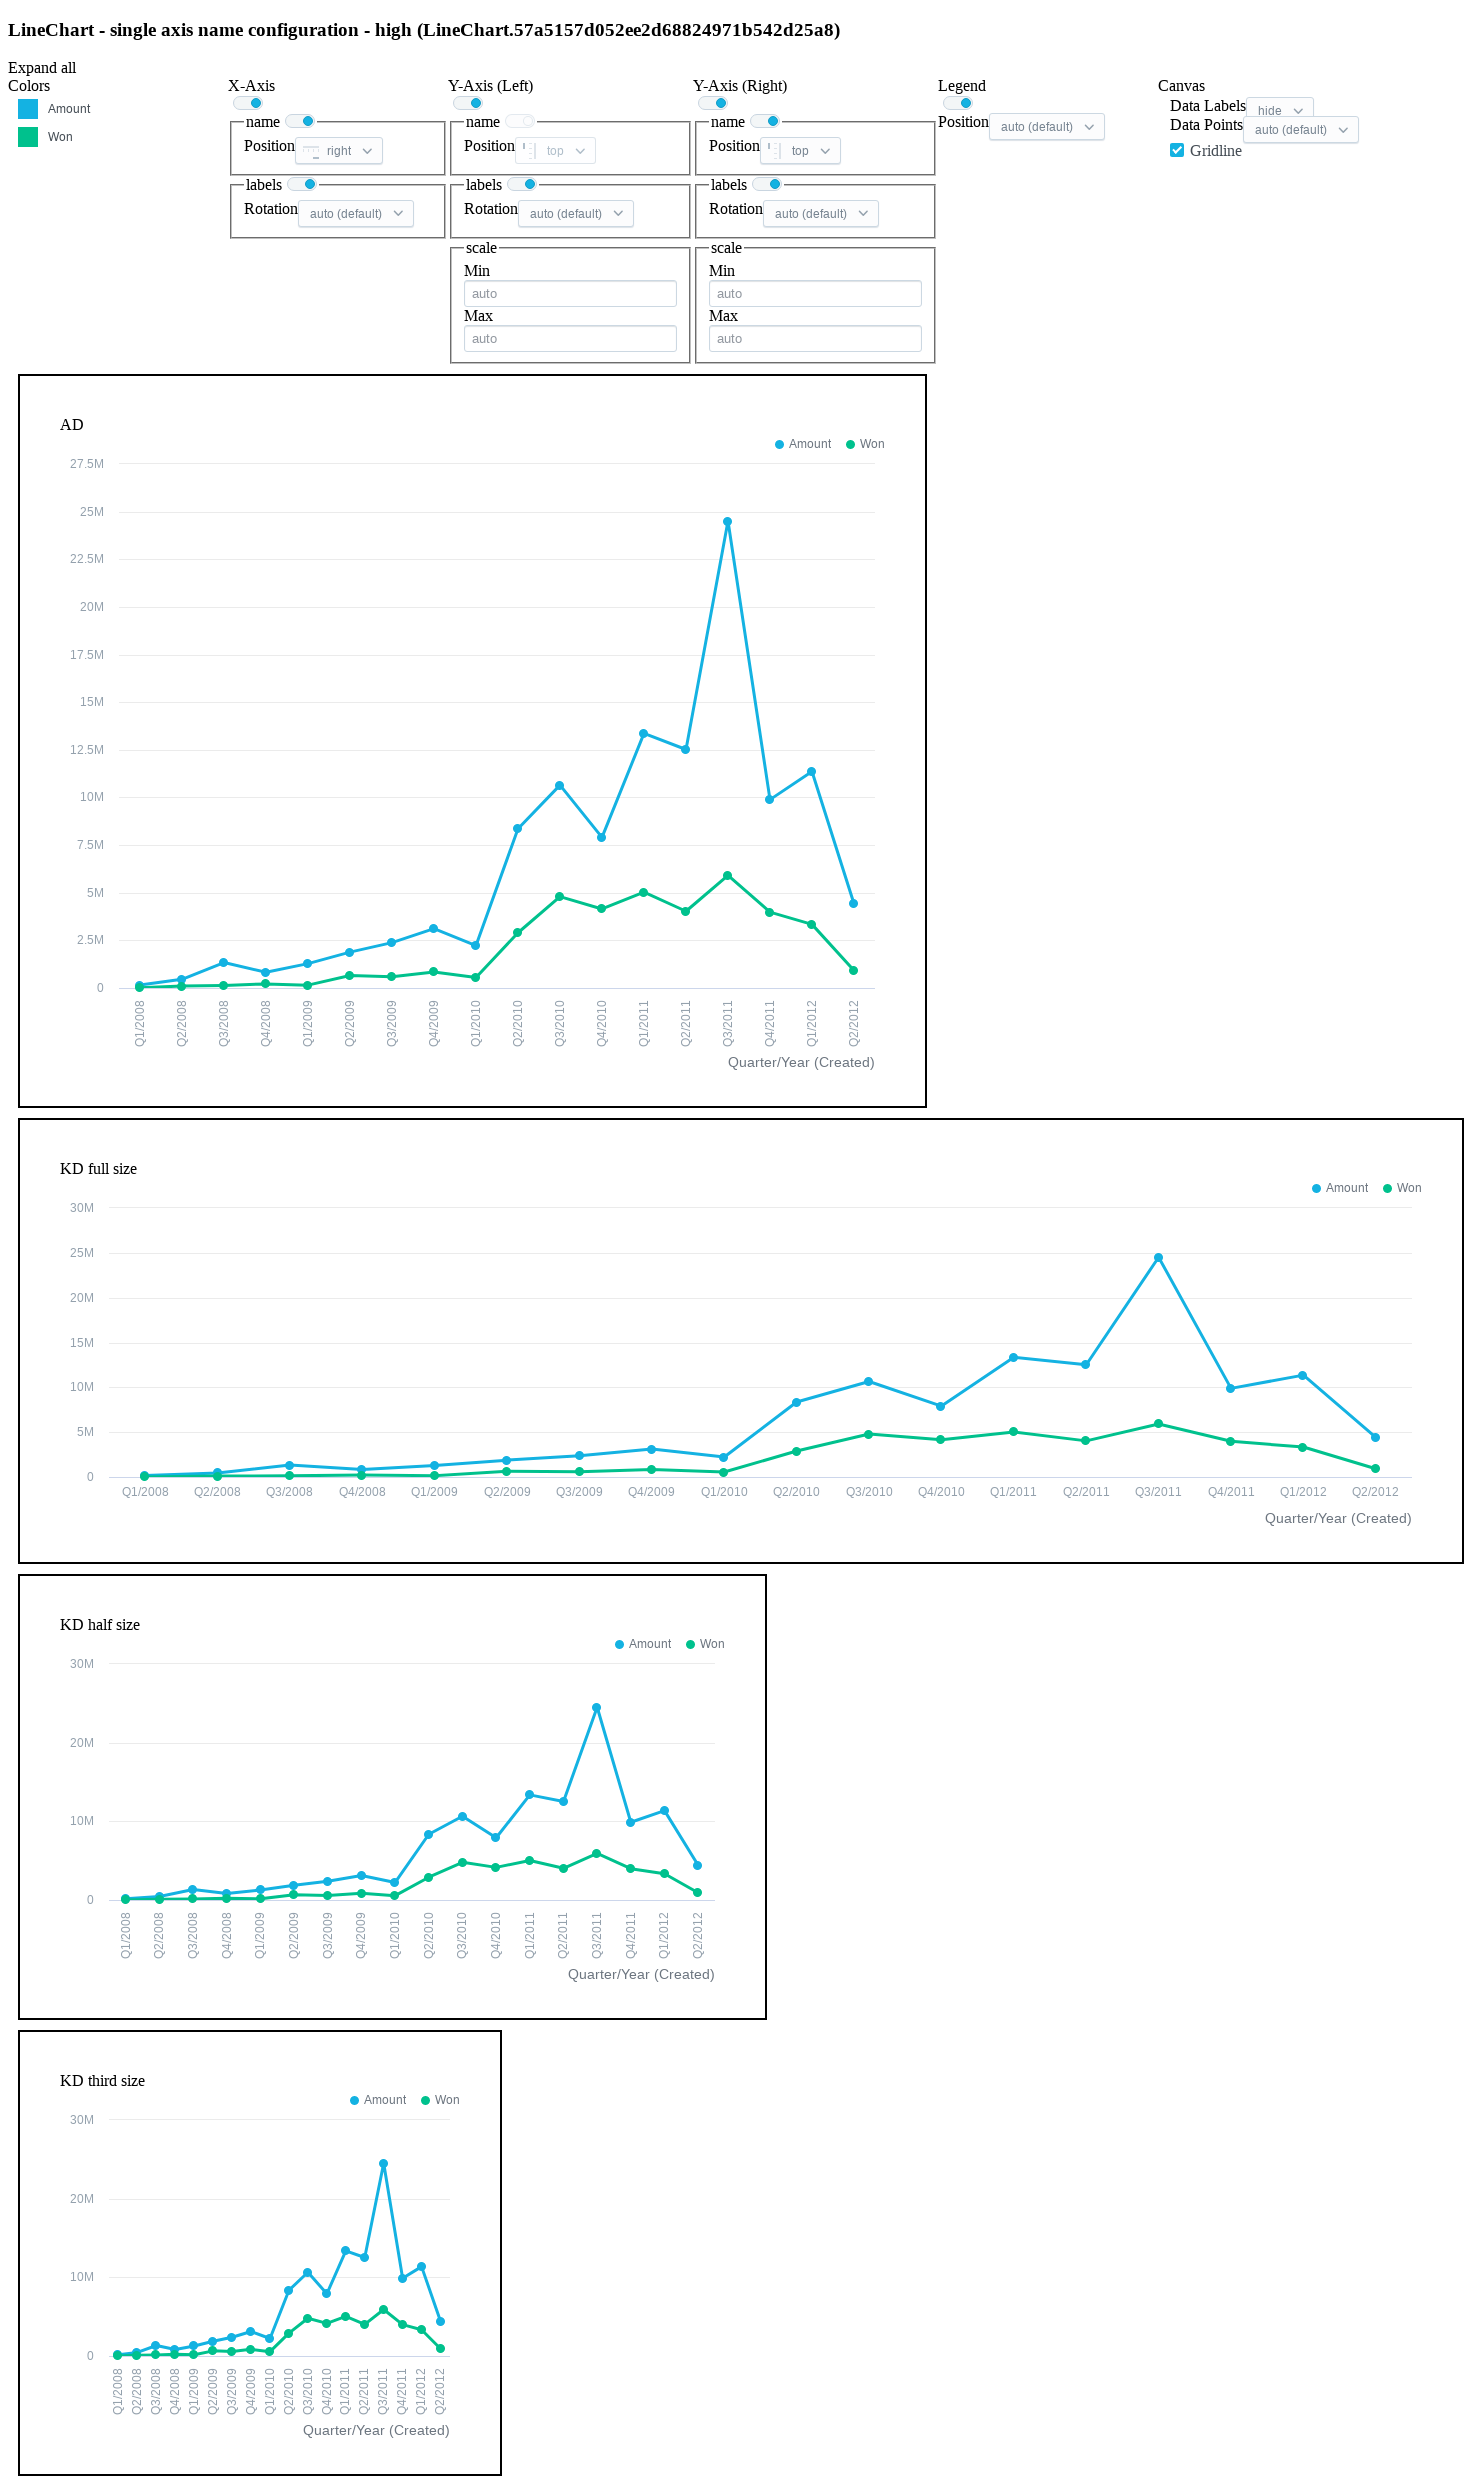 LineChart - single axis name configuration - high (LineChart.57a5157d052ee2d68824971b542d25a8)
Expand all
Colors
Amount
Won
X-Axis
name
Position right
labels
Rotation auto (default)
Y-Axis (Left)
name
Position top
labels
Rotation auto (default)
scale
Min
auto
Max
auto
Y-Axis (Right)
name
Position top
labels
Rotation auto (default)
scale
Min
auto
Max
auto
Legend
Position auto (default)
Canvas
Data Labels hide
Data Points auto (default)
Gridline
AD
Amount Won
27.5M
25M
22.5M
20M
17.5M
15M
12.5M
10M
7.5M
5M
2.5M
0
Q1/2008 Q2/2008 Q3/2008 Q4/2008 Q1/2009 Q2/2009 Q3/2009 Q4/2009 Q1/2010 Q2/2010 Q3/2010 Q4/2010 Q1/2011 Q2/2011 Q3/2011 Q4/2011 Q1/2012 Q2/2012
Quarter/Year (Created)
KD full size
Amount Won
30M
25M
20M
15M
10M
5M
0
Q1/2008 Q2/2008 Q3/2008 Q4/2008 Q1/2009 Q2/2009 Q3/2009 Q4/2009 Q1/2010 Q2/2010 Q3/2010 Q4/2010 Q1/2011 Q2/2011 Q3/2011 Q4/2011 Q1/2012 Q2/2012
Quarter/Year (Created)
KD half size
Amount Won
30M
20M
10M
0
Q1/2008 Q2/2008 Q3/2008 Q4/2008 Q1/2009 Q2/2009 Q3/2009 Q4/2009 Q1/2010 Q2/2010 Q3/2010 Q4/2010 Q1/2011 Q2/2011 Q3/2011 Q4/2011 Q1/2012 Q2/2012
Quarter/Year (Created)
KD third size
Amount Won
30M
20M
10M
0
Q1/2008 Q2/2008 Q3/2008 Q4/2008 Q1/2009 Q2/2009 Q3/2009 Q4/2009 Q1/2010 Q2/2010 Q3/2010 Q4/2010 Q1/2011 Q2/2011 Q3/2011 Q4/2011 Q1/2012 Q2/2012
Quarter/Year (Created)